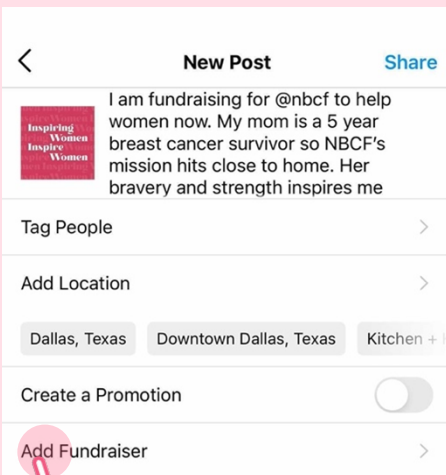 New Post
Share
I am fundraising for @nbcf to help
women now. My mom is a 5 year
breast cancer survivor so NBCF's
mission hits close to home. Her
bravery and strength inspires me
Inspiring
Women
Inspire
Women
Tag People
Add Location
Dallas, Texas
Downtown Dallas, Texas
Kitchen +
Create a Promotion
Add Fundraiser